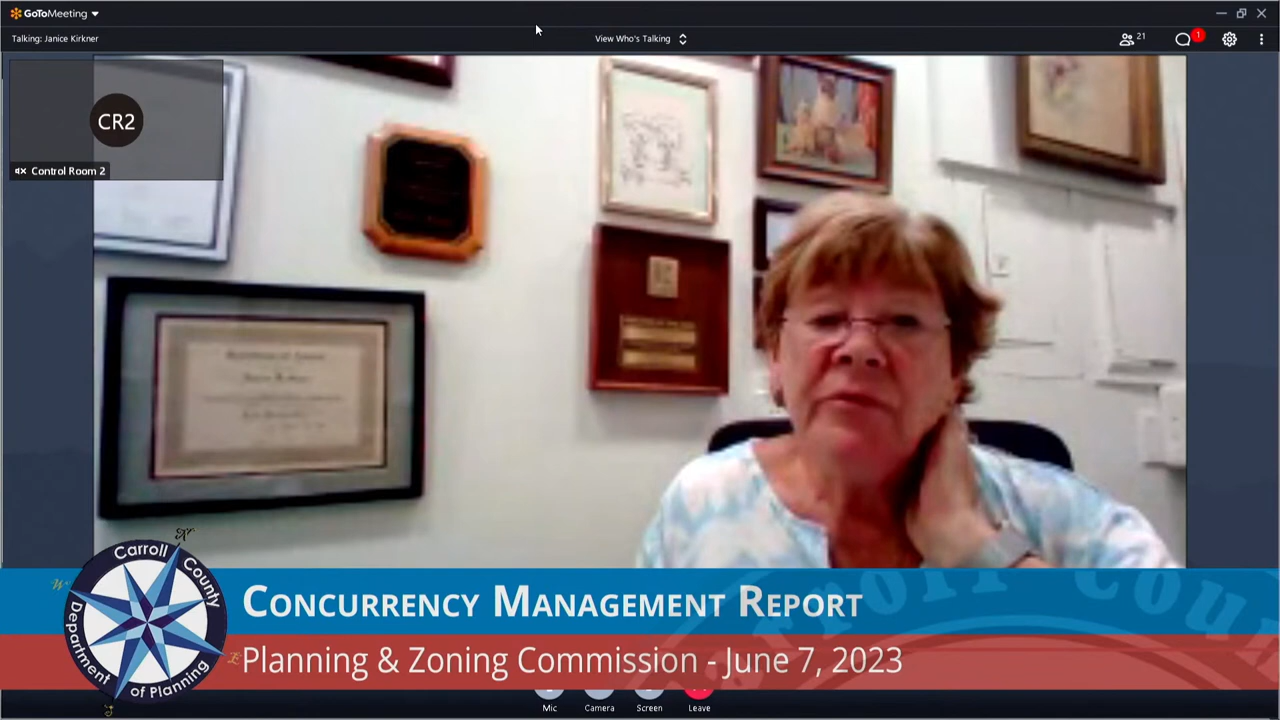 GoToMeeting
Talking: Janice Kirkner
View Who's Talking
21
1
CR2
Control Room 2
Carroll County
Department of Planning
W
E
CONCURRENCY MANAGEMENT REPORT
Planning & Zoning Commission - June 7, 2023
Mic
Camera
Screen
Leave